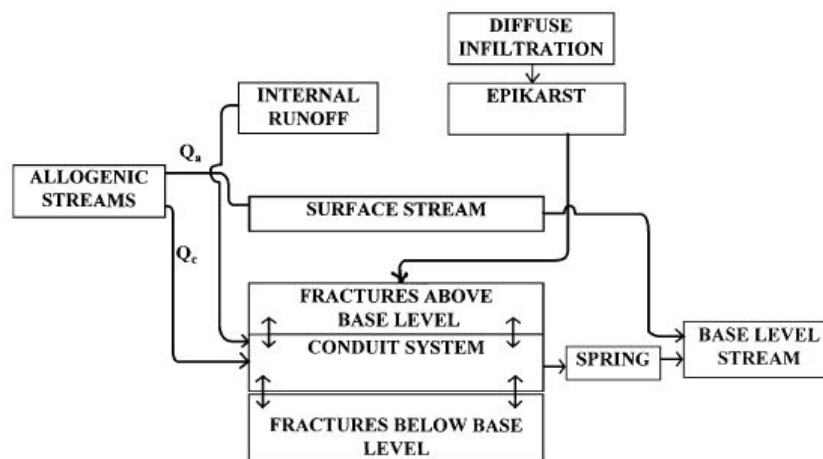 DIFFUSE
INFILTRATION
INTERNAL
RUNOFF
EPIKARST
Qa
ALLOGENIC
STREAMS
SURFACE STREAM
Qc
FRACTURES ABOVE
BASE LEVEL
CONDUIT SYSTEM
SPRING
BASE LEVEL
STREAM
FRACTURES BELOW BASE
LEVEL